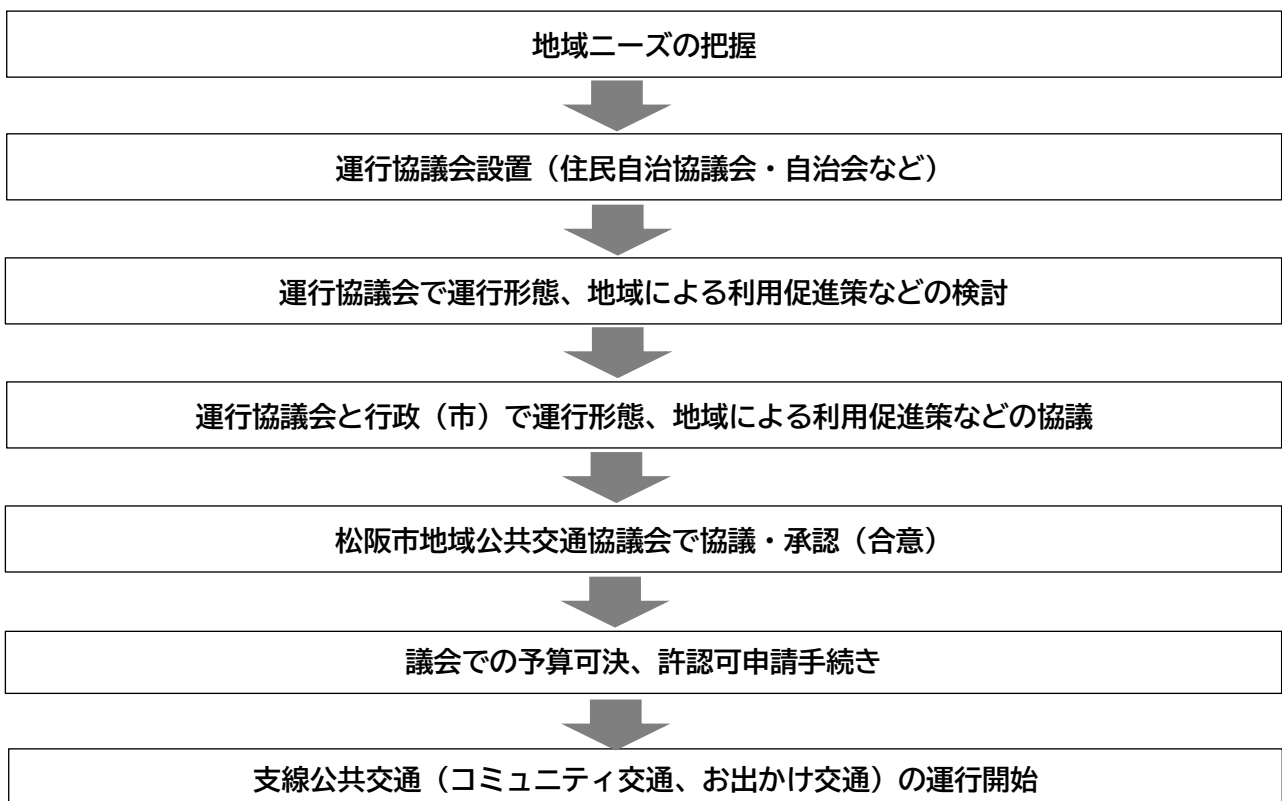 地域ニーズの把握
運行協議会設置（住民自治協議会・自治会など）
運行協議会で運行形態、地域による利用促進策などの検討
運行協議会と行政（市）で運行形態、地域による利用促進策などの協議
松阪市地域公共交通協議会で協議・承認（合意）
議会での予算可決、許認可申請手続き
支線公共交通（コミュニティ交通、お出かけ交通）の運行開始